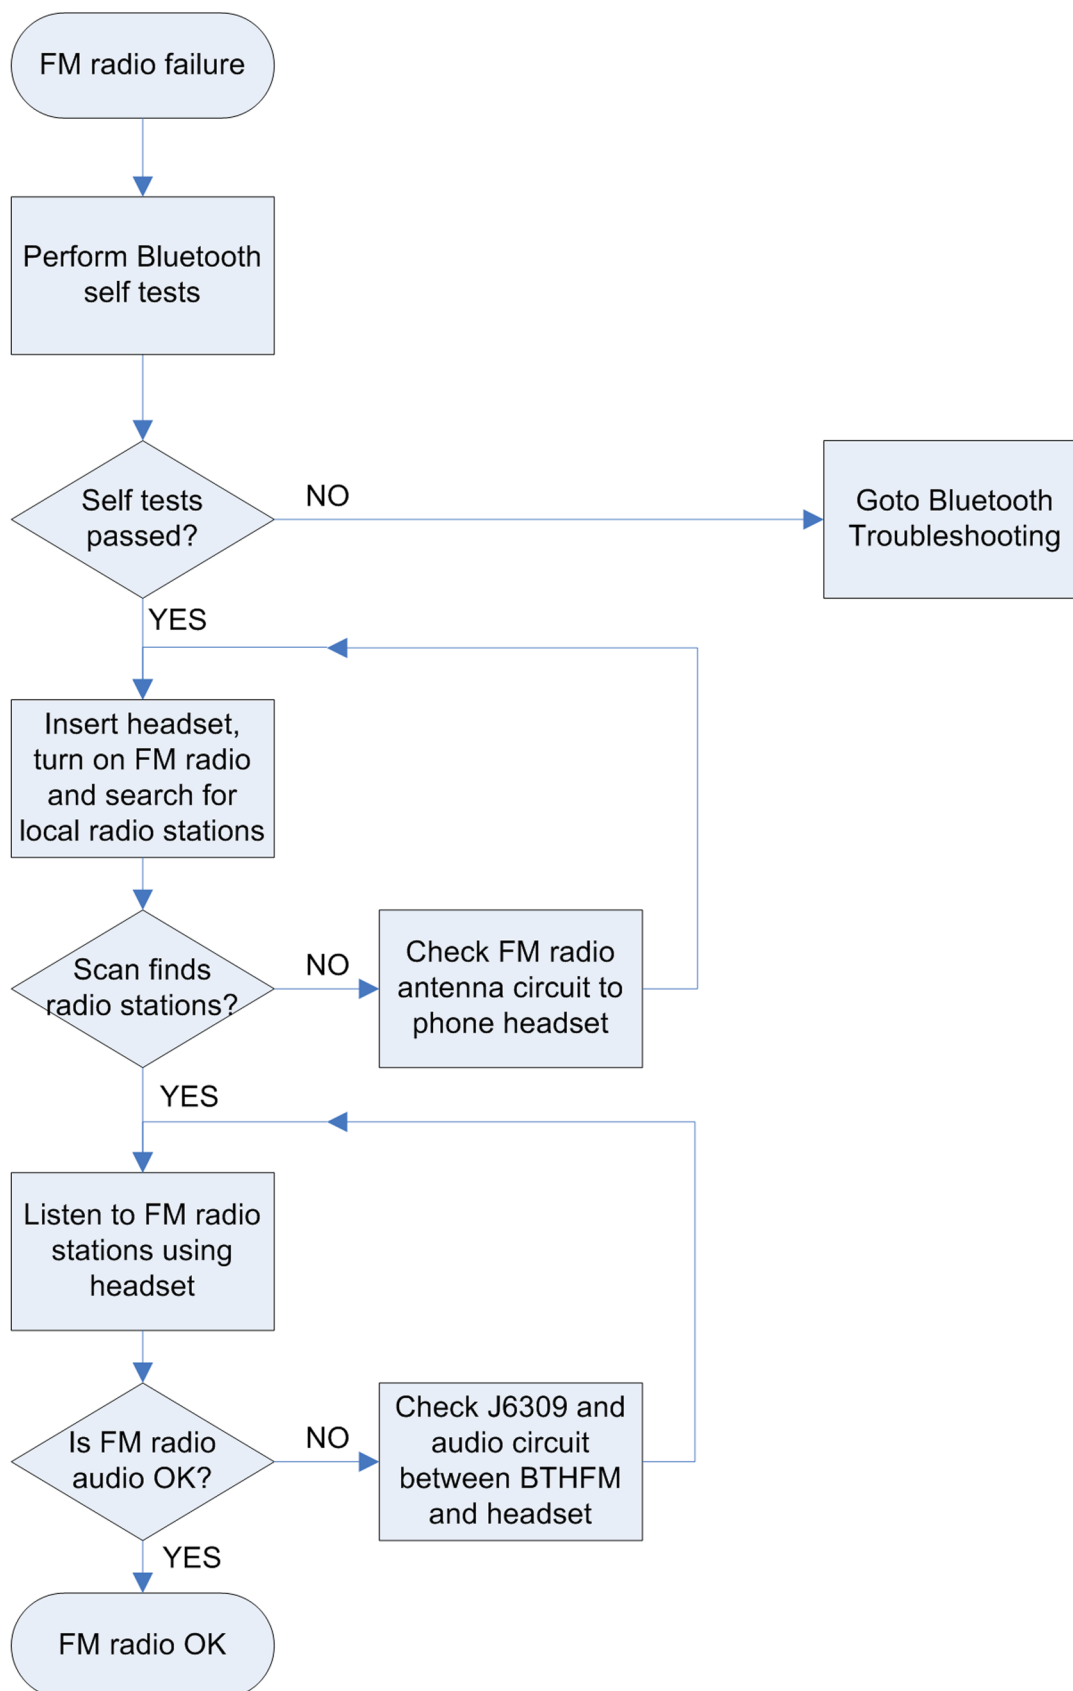 FM radio failure
Perform Bluetooth
self tests
Self tests
passed?
NO
Goto Bluetooth
Troubleshooting
YES
Insert headset,
turn on FM radio
and search for
local radio stations
Scan finds
radio stations?
NO
Check FM radio
antenna circuit to
phone headset
YES
Listen to FM radio
stations using
headset
Is FM radio
audio OK?
NO
Check J6309 and
audio circuit
between BTHFM
and headset
YES
FM radio OK